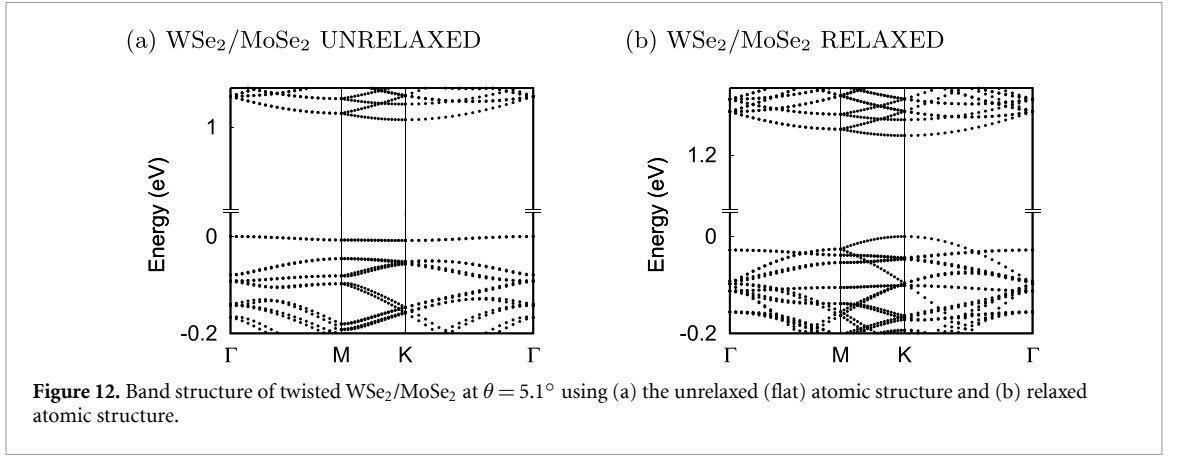 (a) WSe₂/MoSe₂ UNRELAXED
(b) WSe₂/MoSe₂ RELAXED
Energy (eV)
1
0
-0.2
Γ M K Γ
Energy (eV)
1.2
0
-0.2
Γ M K Γ
Figure 12. Band structure of twisted WSe₂/MoSe₂ at θ = 5.1° using (a) the unrelaxed (flat) atomic structure and (b) relaxed
atomic structure.